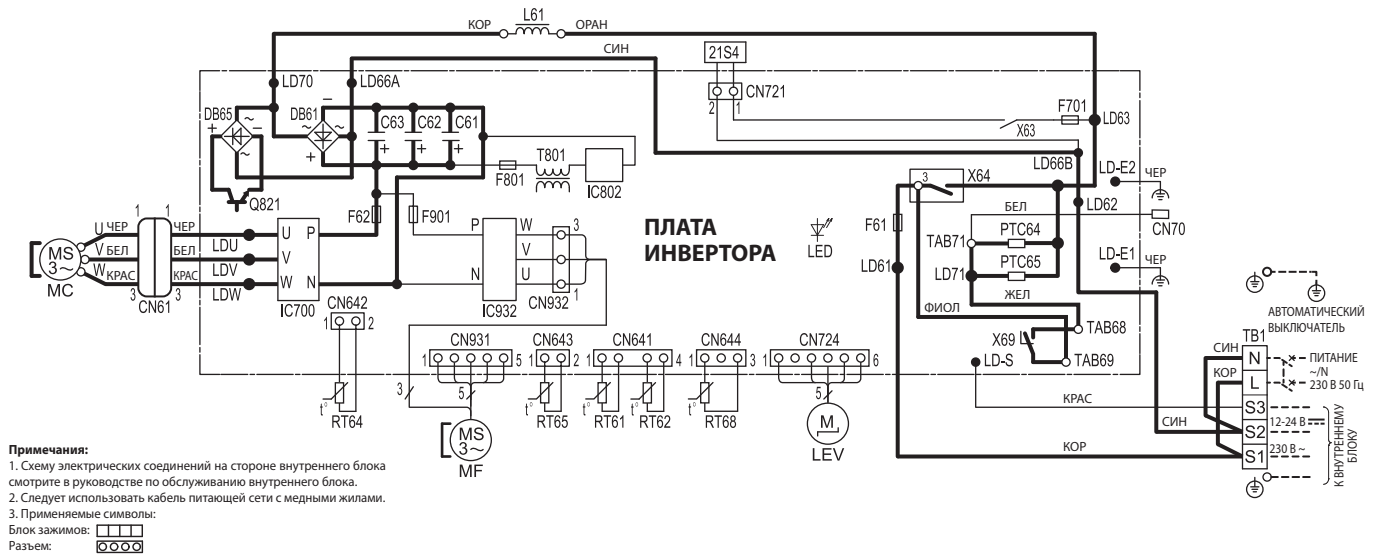 L61
КОР
ОРАН
СИН
21S4
LD70
LD66A
CN721
2
1
F701
X63
LD63
DB65
DB61
C63
C62
C61
+
−
~
~
−
~
~
+
+
+
+
T801
F801
IC802
Q821
F62
F901
LD66B
LD-E2
ЧЕР
3
X64
LD62
БЕЛ
CN70
F61
TAB71
PTC64
PTC65
LD61
LD71
LD-E1
ЧЕР
ПЛАТА
ИНВЕРТОРА
LED
1
1
U
ЧЕР
ЧЕР
LDU
U
P
V
БЕЛ
БЕЛ
LDV
V
W
КРАС
КРАС
LDW
W
N
3
3
MS
3~
MC
CN61
IC700
P
W
3
V
N
U
1
IC932
CN932
CN642
1
2
ЖЕЛ
ФИОЛ
X69
TAB68
TAB69
LD-S
CN931
1
5
CN643
1
2
CN641
1
4
CN644
1
3
CN724
1
6
t°
RT64
3
5
t°
RT65
t°
RT61
t°
RT62
t°
RT68
5
MS
3~
MF
M
LEV
КРАС
СИН
КОР
АВТОМАТИЧЕСКИЙ
ВЫКЛЮЧАТЕЛЬ
TB1
СИН
N
ПИТАНИЕ
~/N
КОР
L
230 В 50 Гц
S3
12-24 В
S2
S1
230 В ~
К ВНУТРЕННЕМУ
БЛОКУ
Примечания:
1. Схему электрических соединений на стороне внутреннего блока
смотрите в руководстве по обслуживанию внутреннего блока.
2. Следует использовать кабель питающей сети с медными жилами.
3. Применяемые символы:
Блок зажимов:
Разъем: